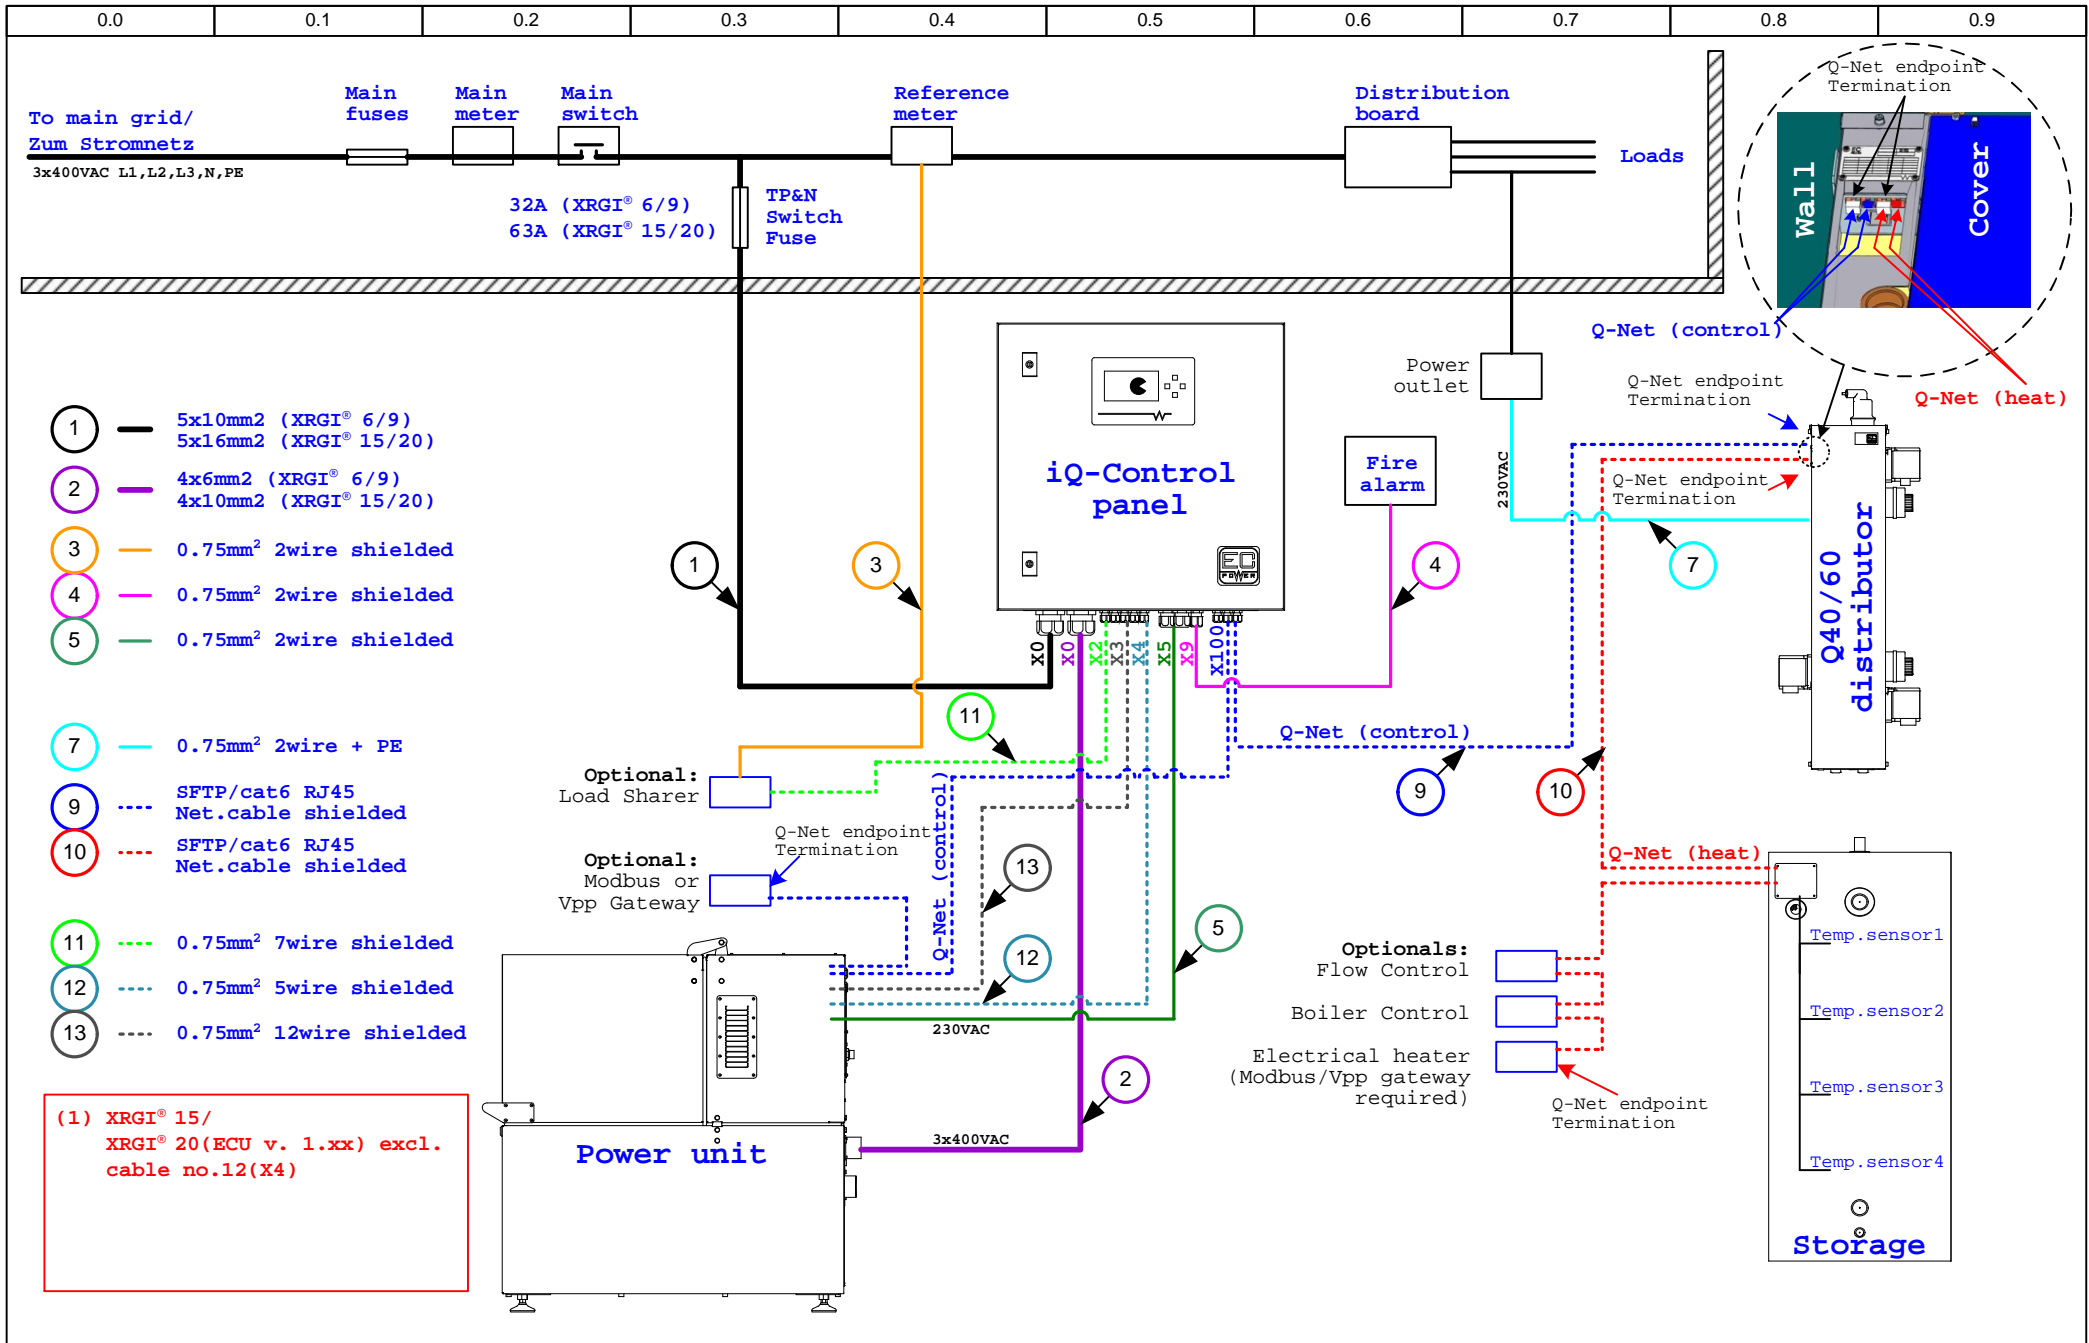 0.0 0.1 0.2 0.3 0.4 0.5 0.6 0.7 0.8 0.9
To main grid/
Zum Stromnetz
3x400VAC L1,L2,L3,N,PE
Main
fuses
Main
meter
Main
switch
Reference
meter
Distribution
board
Loads
32A (XRGI® 6/9)
63A (XRGI® 15/20)
TP&N
Switch
Fuse
Q-Net endpoint
Termination
Wall
Cover
Q-Net (control)
Q-Net (heat)
Power
outlet
230VAC
Q-Net endpoint
Termination
Q-Net endpoint
Termination
Fire
alarm
iQ-Control
panel
EC
POWER
1 5x10mm2 (XRGI® 6/9)
5x16mm2 (XRGI® 15/20)
2 4x6mm2 (XRGI® 6/9)
4x10mm2 (XRGI® 15/20)
3 0.75mm² 2wire shielded
4 0.75mm² 2wire shielded
5 0.75mm² 2wire shielded
7 0.75mm² 2wire + PE
9 SFTP/cat6 RJ45
Net.cable shielded
10 SFTP/cat6 RJ45
Net.cable shielded
11 0.75mm² 7wire shielded
12 0.75mm² 5wire shielded
13 0.75mm² 12wire shielded
(1) XRGI® 15/
XRGI® 20(ECU v. 1.xx) excl.
cable no.12(X4)
1
3
4
7
X0 X0 X2 X3 X4 X5 X9 X100
11
Q-Net (control)
9
10
Optional:
Load Sharer
Q-Net endpoint
Termination
Optional:
Modbus or
Vpp Gateway
Q-Net (control)
13
12
5
230VAC
2
3x400VAC
Power unit
Q40/60
distributor
Q-Net (heat)
Optionals:
Flow Control
Boiler Control
Electrical heater
(Modbus/Vpp gateway
required)
Q-Net endpoint
Termination
Temp.sensor1
Temp.sensor2
Temp.sensor3
Temp.sensor4
Storage